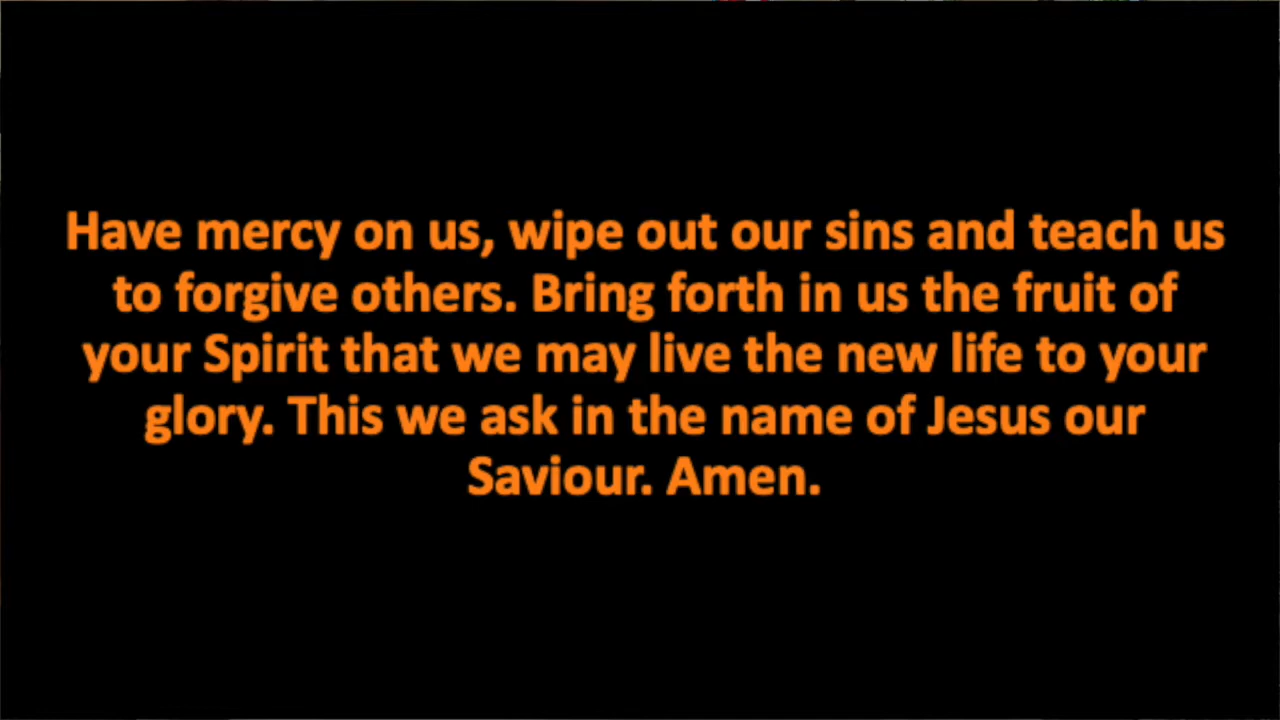 Have mercy on us, wipe out our sins and teach us
to forgive others. Bring forth in us the fruit of
your Spirit that we may live the new life to your
glory. This we ask in the name of Jesus our
Saviour. Amen.